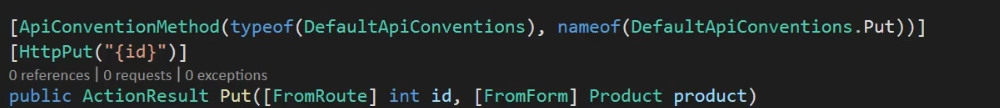 [ApiConventionMethod(typeof(DefaultApiConventions), nameof(DefaultApiConventions.Put))]
[HttpPut("{id}")]
0 references | 0 requests | 0 exceptions
public ActionResult Put([FromRoute] int id, [FromForm] Product product)